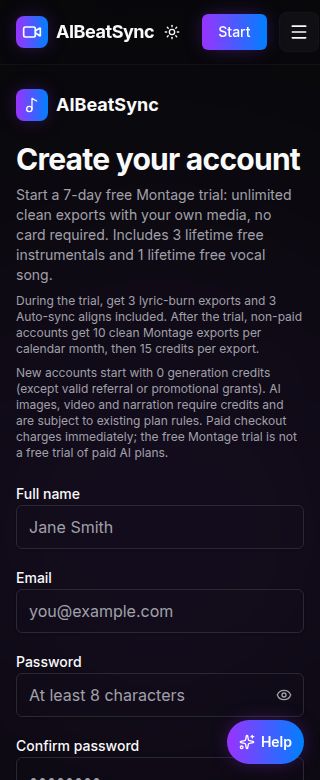 AIBeatSync
Start
AIBeatSync
Create your account
Start a 7-day free Montage trial: unlimited
clean exports with your own media, no
card required. Includes 3 lifetime free
instrumentals and 1 lifetime free vocal
song.
During the trial, get 3 lyric-burn exports and 3
Auto-sync aligns included. After the trial, non-paid
accounts get 10 clean Montage exports per
calendar month, then 15 credits per export.
New accounts start with 0 generation credits
(except valid referral or promotional grants). AI
images, video and narration require credits and
are subject to existing plan rules. Paid checkout
charges immediately; the free Montage trial is not
a free trial of paid AI plans.
Full name
Jane Smith
Email
you@example.com
Password
At least 8 characters
Help
Confirm password